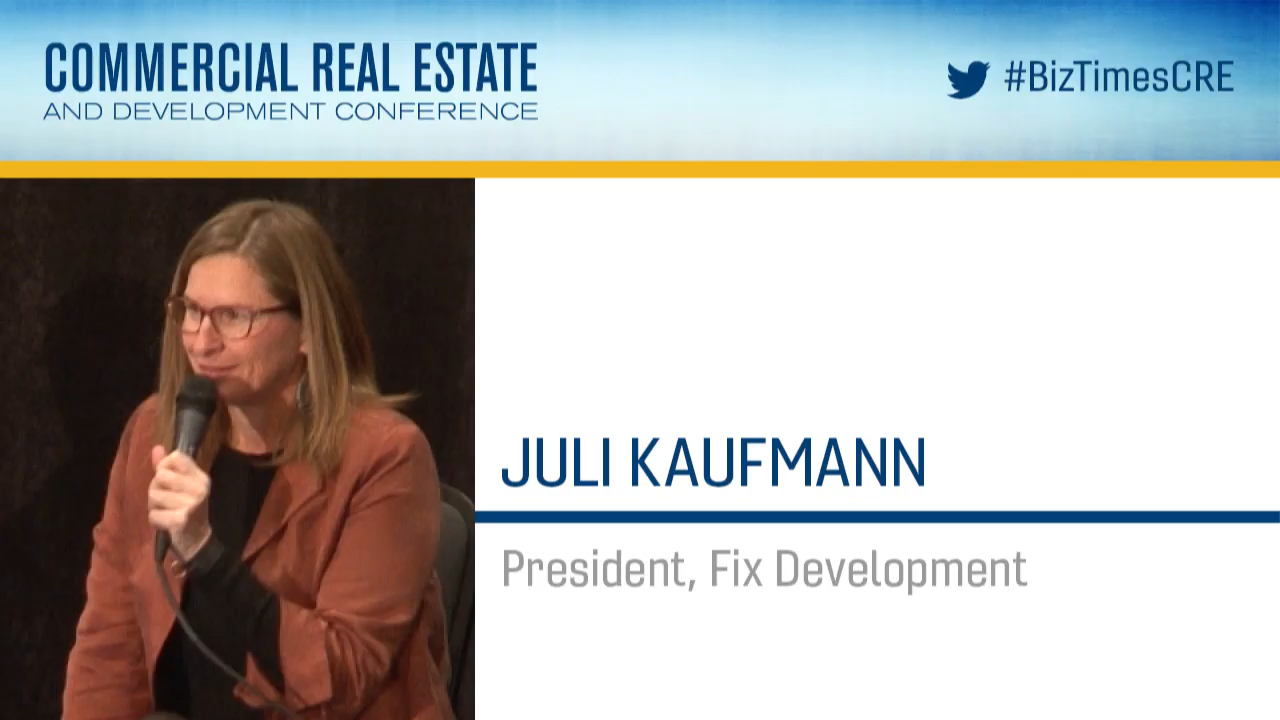 COMMERCIAL REAL ESTATE
AND DEVELOPMENT CONFERENCE
#BizTimesCRE
JULI KAUFMANN
President, Fix Development